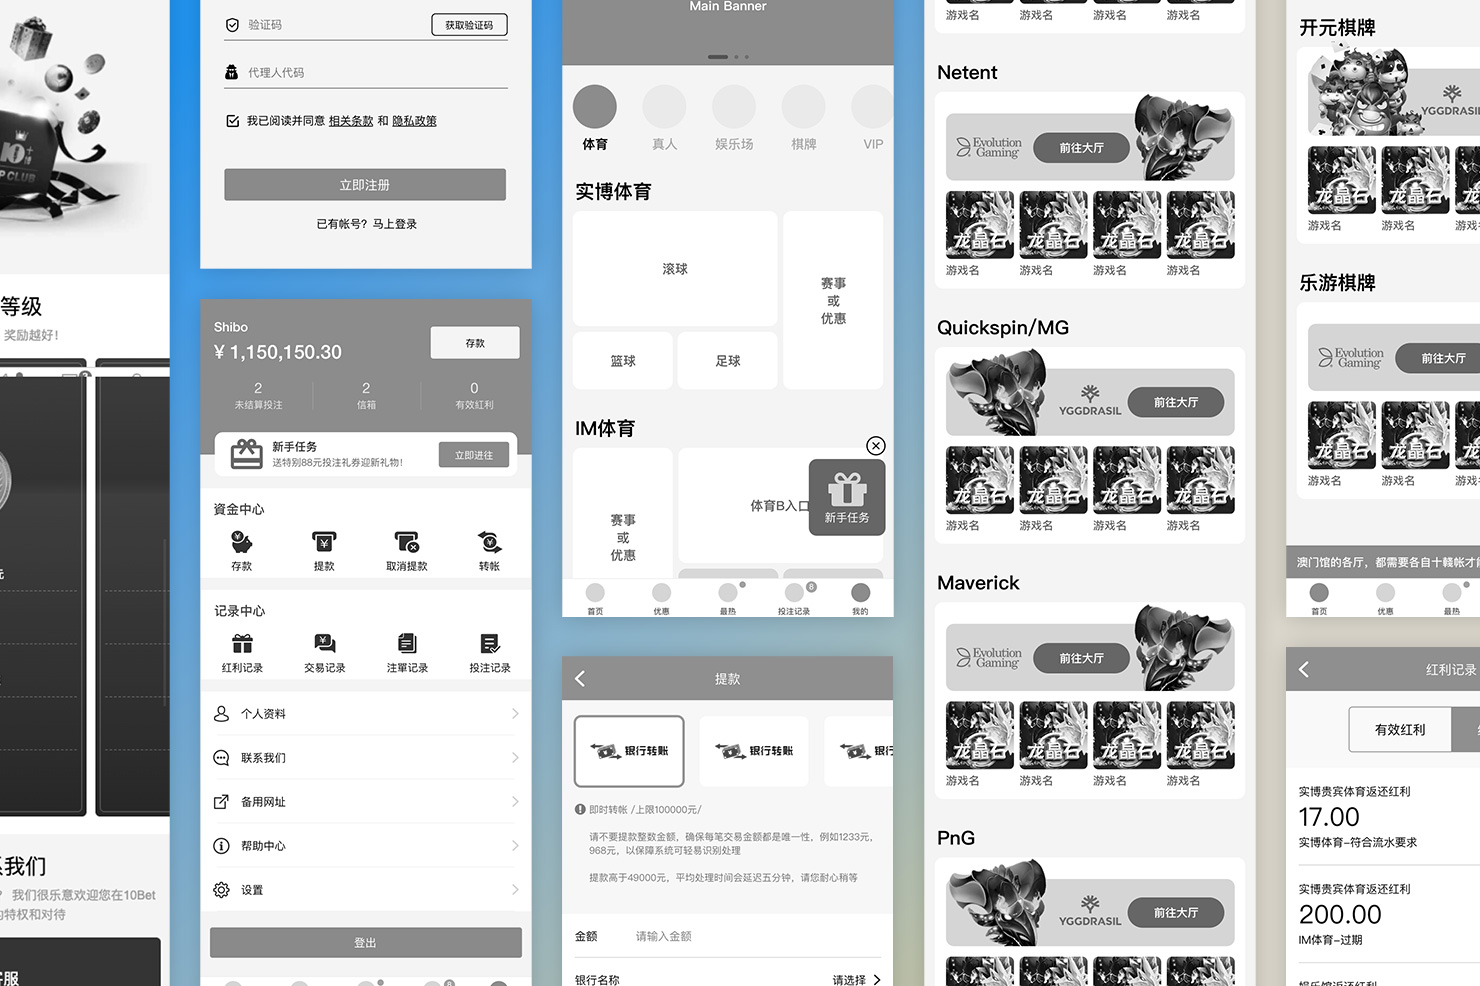 10 十博
P CLUB
等级
奖励越好!
我们
我们很乐意欢迎您在10Bet
的特权和对待
客服
验证码
获取验证码
代理人代码
我已阅读并同意 相关条款 和 隐私政策
立即注册
已有帐号? 马上登录
Shibo
¥ 1,150,150.30
存款
2
未结算投注
2
信箱
0
有效红利
新手任务
送特别88元投注礼券迎新礼物!
立即进往
資金中心
存款
提款
取消提款
转帐
记录中心
红利记录
交易记录
注單记录
投注记录
个人资料
联系我们
备用网址
帮助中心
设置
登出
8
Main Banner
体育
真人
娱乐场
棋牌
VIP
实博体育
滚球
赛事
或
优惠
篮球
足球
IM体育
赛事
或
优惠
体育B入口
新手任务
首页
优惠
最热
8
投注记录
我的
提款
银行转账
银行转账
银行
即时转帐 /上限100000元/
请不要提款整数金额，确保每笔交易金额都是唯一性，例如1233元，
968元，以保障系统可轻易识别处理
提款高于49000元，平均处理时间会延迟五分钟，请您耐心稍等
金额
请输入金额
银行名称
请选择
游戏名
游戏名
游戏名
游戏名
Netent
Evolution Gaming
前往大厅
龙晶石
龙晶石
龙晶石
龙晶石
游戏名
游戏名
游戏名
游戏名
Quickspin/MG
YGGDRASIL
前往大厅
龙晶石
龙晶石
龙晶石
龙晶石
游戏名
游戏名
游戏名
游戏名
Maverick
Evolution Gaming
前往大厅
龙晶石
龙晶石
龙晶石
龙晶石
游戏名
游戏名
游戏名
游戏名
PnG
YGGDRASIL
前往大厅
开元棋牌
YGGDRASIL
龙晶石
龙晶石
游戏名
游戏名
游戏
乐游棋牌
Evolution Gaming
前往大厅
龙晶石
龙晶石
游戏名
游戏名
游戏
澳门馆的各厅，都需要各自十赣帐才能
首页
优惠
最热
红利记录
有效红利
实博贵宾体育返还红利
17.00
实博体育-符合流水要求
实博贵宾体育返还红利
200.00
IM体育-过期
娱乐馆返还红利